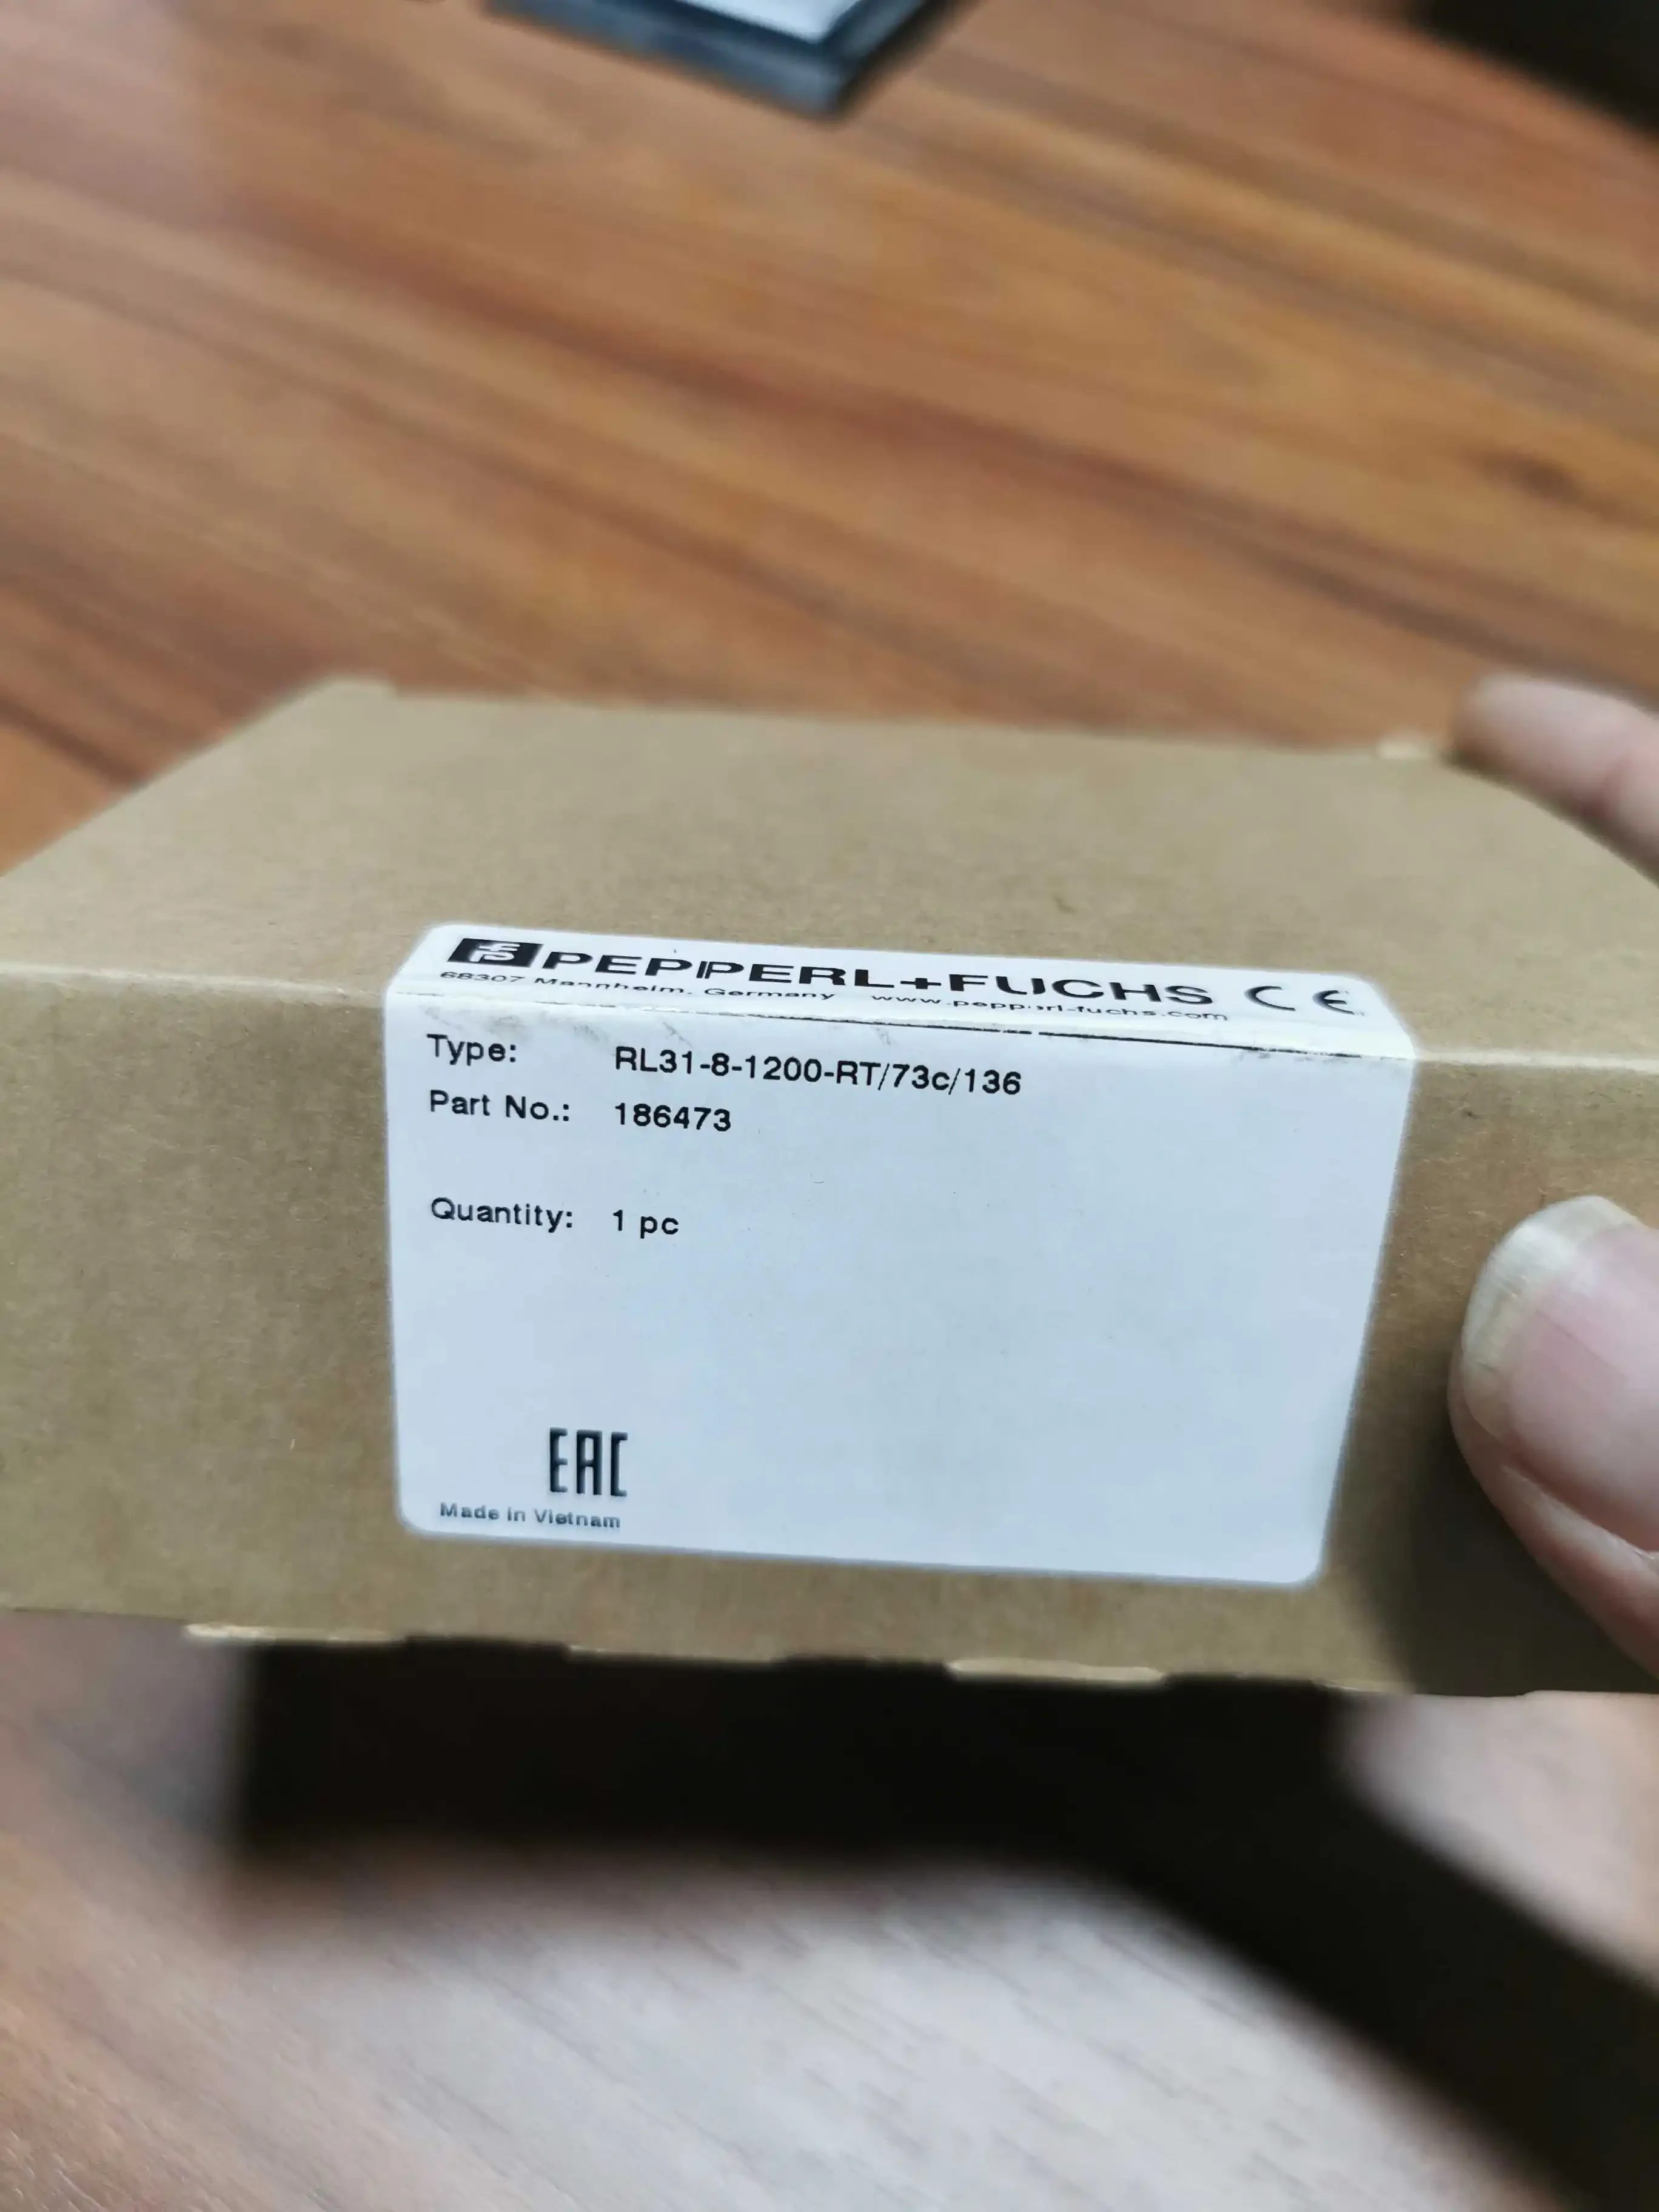 PEPPERL+FUCHS CE
68307 Mannheim. Germany www.pepperl-fuchs.com
Type: RL31-8-1200-RT/73c/136
Part No.: 186473
Quantity: 1 pc
EAC
Made in Vietnam